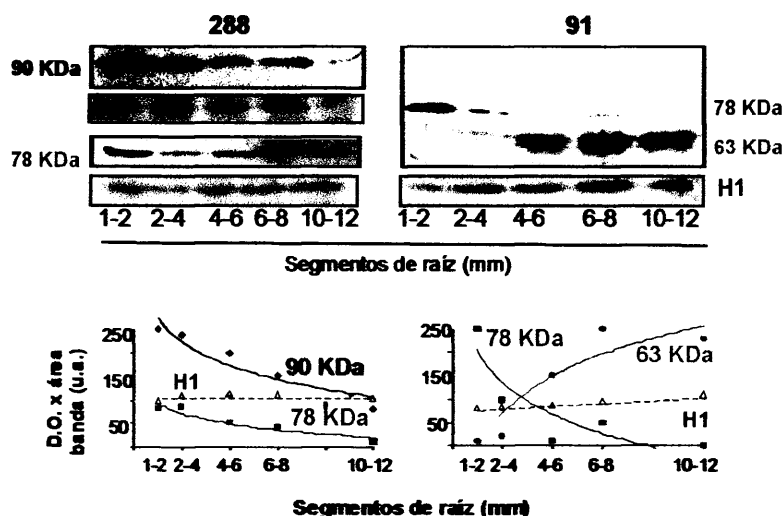 288
91
90 KDa
78 KDa
78 KDa
63 KDa
H1
1-2 2-4 4-6 6-8 10-12
1-2 2-4 4-6 6-8 10-12
Segmentos de raíz (mm)
D.O. x área
banda (u.a.)
250
150
50
90 KDa
H1
78 KDa
1-2 2-4 4-6 6-8 10-12
250
150
50
78 KDa
63 KDa
H1
1-2 2-4 4-6 6-8 10-12
Segmentos de raíz (mm)